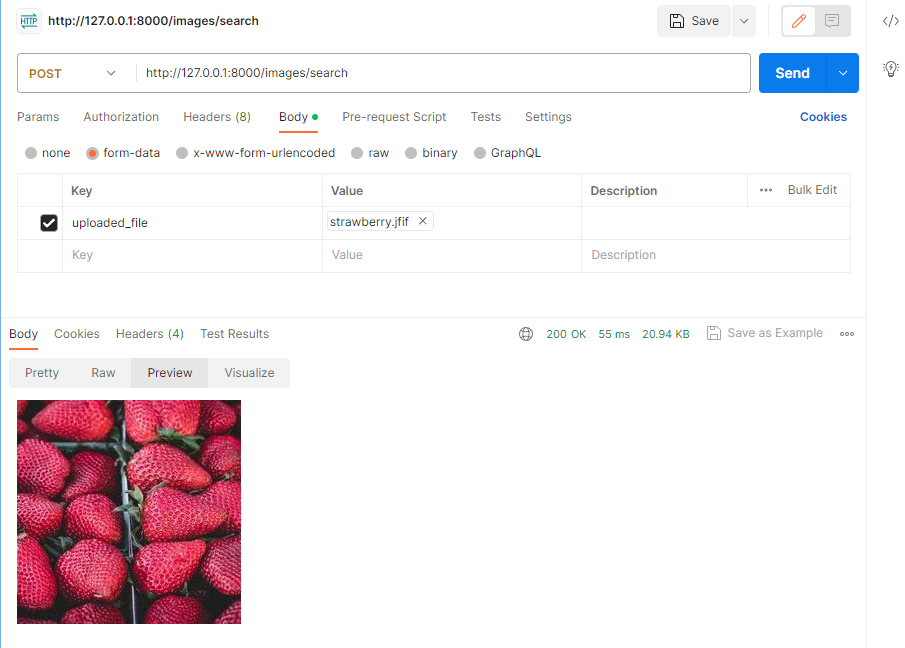 HTTP http://127.0.0.1:8000/images/search Save
POST http://127.0.0.1:8000/images/search Send
Params Authorization Headers (8) Body Pre-request Script Tests Settings Cookies
none form-data x-www-form-urlencoded raw binary GraphQL
Key Value Description ••• Bulk Edit
uploaded_file strawberry.jfif
Key Value Description
Body Cookies Headers (4) Test Results 200 OK 55 ms 20.94 KB Save as Example
Pretty Raw Preview Visualize